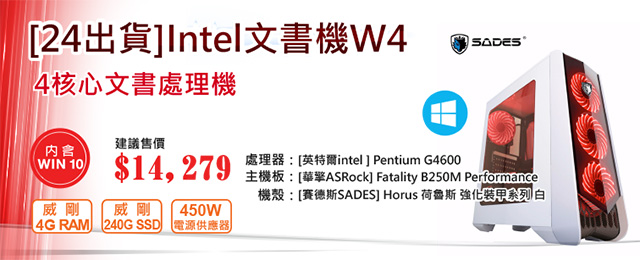 [24出貨]Intel文書機W4
SADES
4核心文書處理機
內含
WIN 10
建議售價
$14,279
處理器：[英特爾intel ] Pentium G4600
主機板：[華擎ASRock] Fatality B250M Performance
機殼：[賽德斯SADES] Horus 荷魯斯 強化裝甲系列 白
威剛
4G RAM
威剛
240G SSD
450W
電源供應器